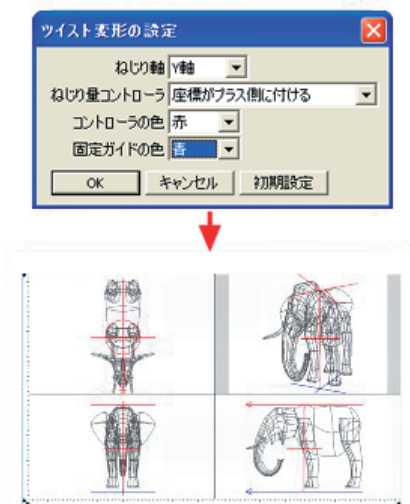 ツイスト変形の設定
ねじり軸 Y軸
ねじり量コントローラ 座標がプラス側に付ける
コントローラの色 赤
固定ガイドの色 青
OK キャンセル 初期設定